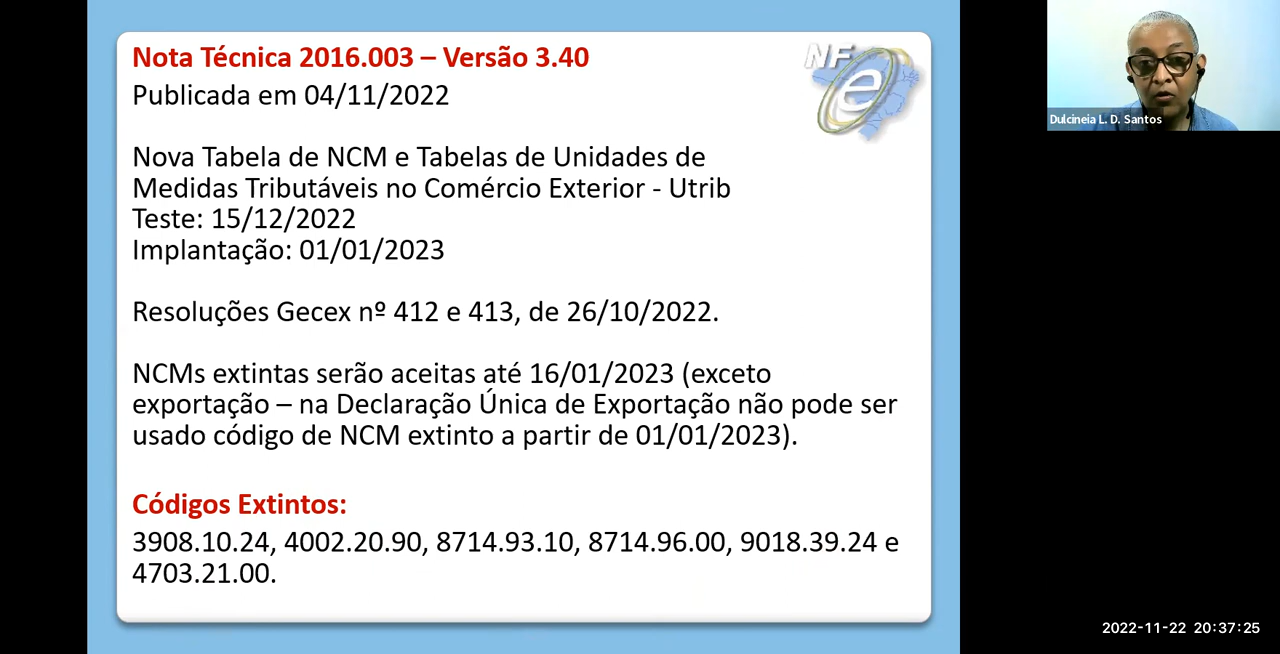 Nota Técnica 2016.003 – Versão 3.40
Publicada em 04/11/2022
NF
e
Nova Tabela de NCM e Tabelas de Unidades de
Medidas Tributáveis no Comércio Exterior - Utrib
Teste: 15/12/2022
Implantação: 01/01/2023
Resoluções Gecex nº 412 e 413, de 26/10/2022.
NCMs extintas serão aceitas até 16/01/2023 (exceto
exportação – na Declaração Única de Exportação não pode ser
usado código de NCM extinto a partir de 01/01/2023).
Códigos Extintos:
3908.10.24, 4002.20.90, 8714.93.10, 8714.96.00, 9018.39.24 e
4703.21.00.
Dulcineia L. D. Santos
2022-11-22 20:37:25